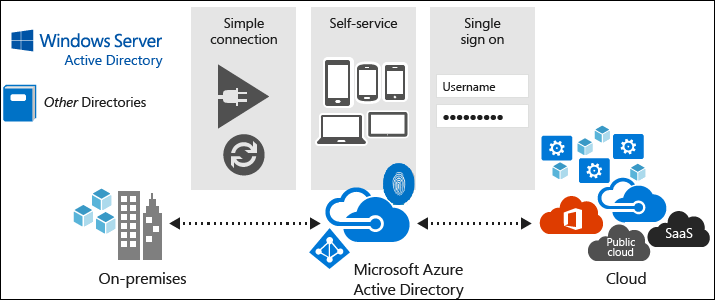 Windows Server
Active Directory
Other Directories
Simple
connection
Self-service
Single
sign on
Username
●●●●●●●●●
On-premises
Microsoft Azure
Active Directory
Public
cloud
SaaS
Cloud